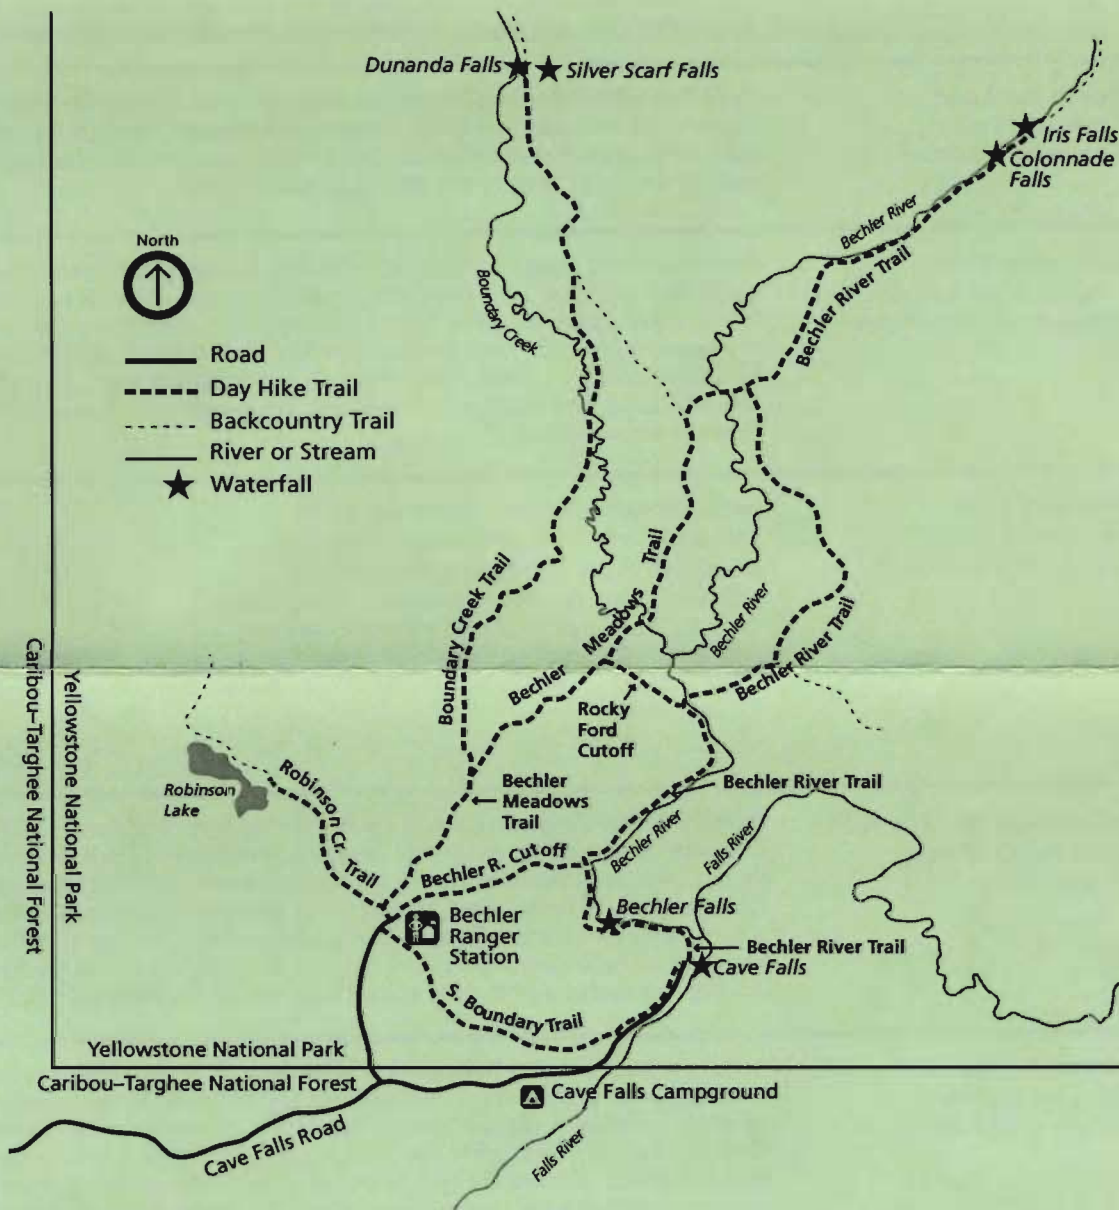 Dunanda Falls
Silver Scarf Falls
Iris Falls
Colonnade
Falls
Bechler River
Bechler River Trail
North
Boundary Creek
Road
Day Hike Trail
Backcountry Trail
River or Stream
Waterfall
Boundary Creek Trail
Bechler Meadows Trail
Bechler River
Bechler River Trail
Bechler River Trail
Rocky
Ford
Cutoff
Caribou–Targhee National Forest
Yellowstone National Park
Robinson
Lake
Robinson Cr. Trail
Bechler
Meadows
Trail
Bechler River Trail
Bechler River
Falls River
Bechler R. Cutoff
Bechler
Ranger
Station
Bechler Falls
Bechler River Trail
Cave Falls
S. Boundary Trail
Yellowstone National Park
Caribou–Targhee National Forest
Cave Falls Campground
Cave Falls Road
Falls River